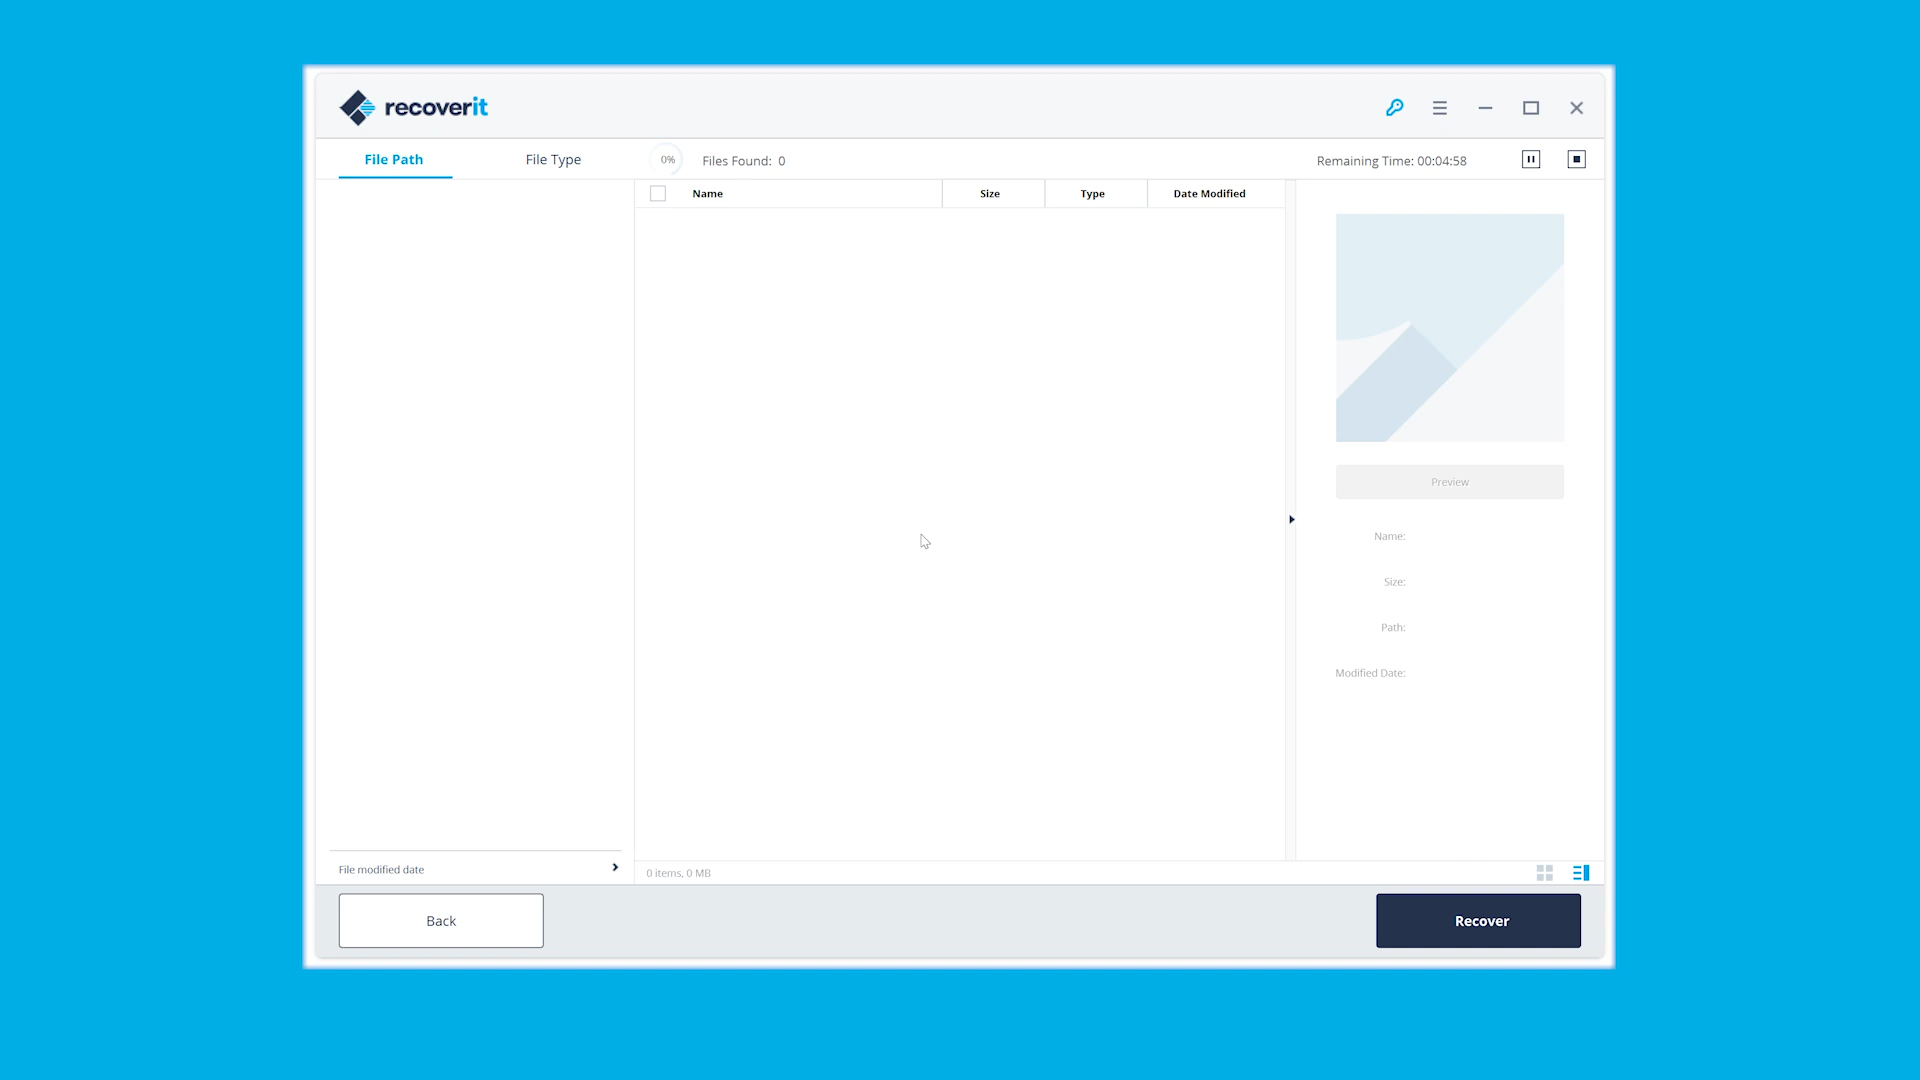 recoverit
File Path
File Type
0%
Files Found: 0
Remaining Time: 00:04:58
Name
Size
Type
Date Modified
Preview
Name:
Size:
Path:
Modified Date:
File modified date
0 items, 0 MB
Back
Recover